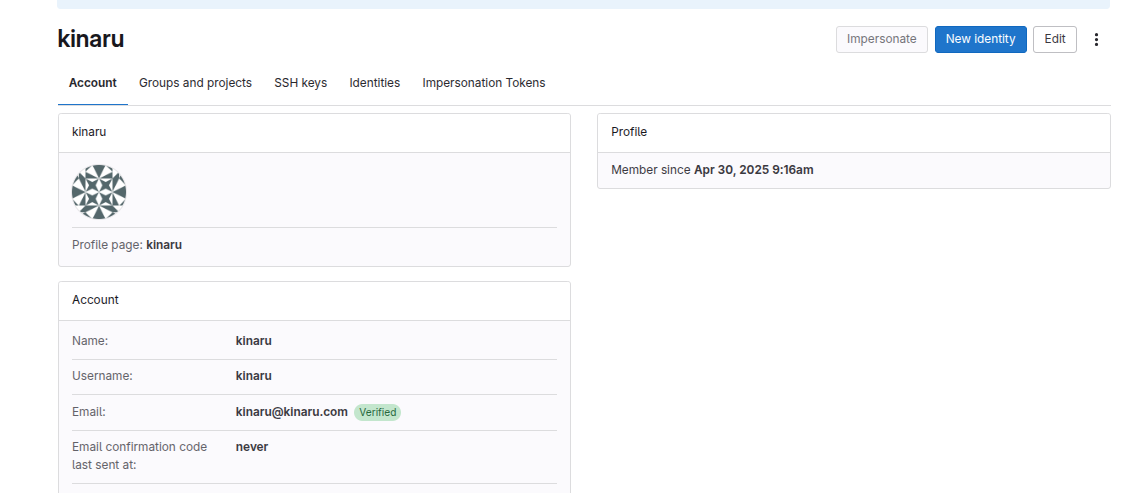 kinaru
Impersonate
New identity
Edit
Account
Groups and projects
SSH keys
Identities
Impersonation Tokens
kinaru
Profile page: kinaru
Account
Name: kinaru
Username: kinaru
Email: kinaru@kinaru.com Verified
Email confirmation code never
last sent at:
Profile
Member since Apr 30, 2025 9:16am